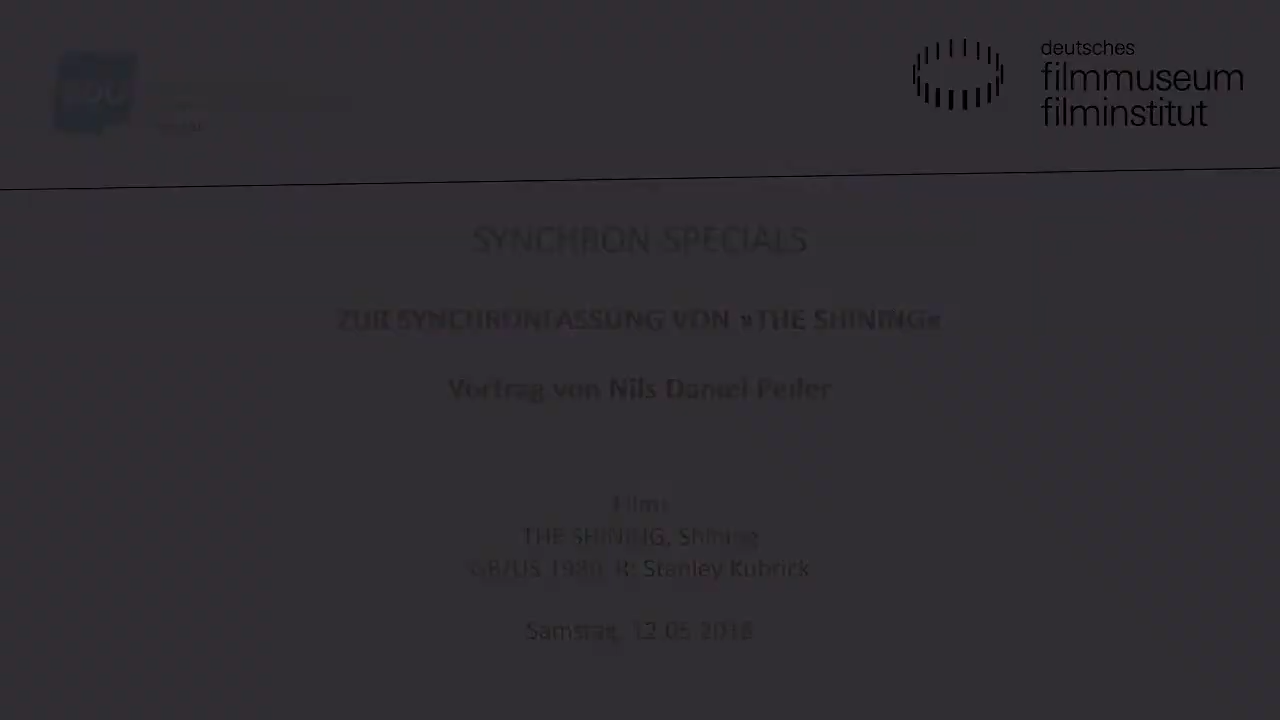 deutsches
filmmuseum
filminstitut
SYNCHRON-SPECIALS
ZUR SYNCHRONFASSUNG VON »THE SHINING«
Vortrag von Nils Daniel Peiler
Films
THE SHINING, Shining
GB/US 1980, R: Stanley Kubrick
Samstag, 12.05.2018